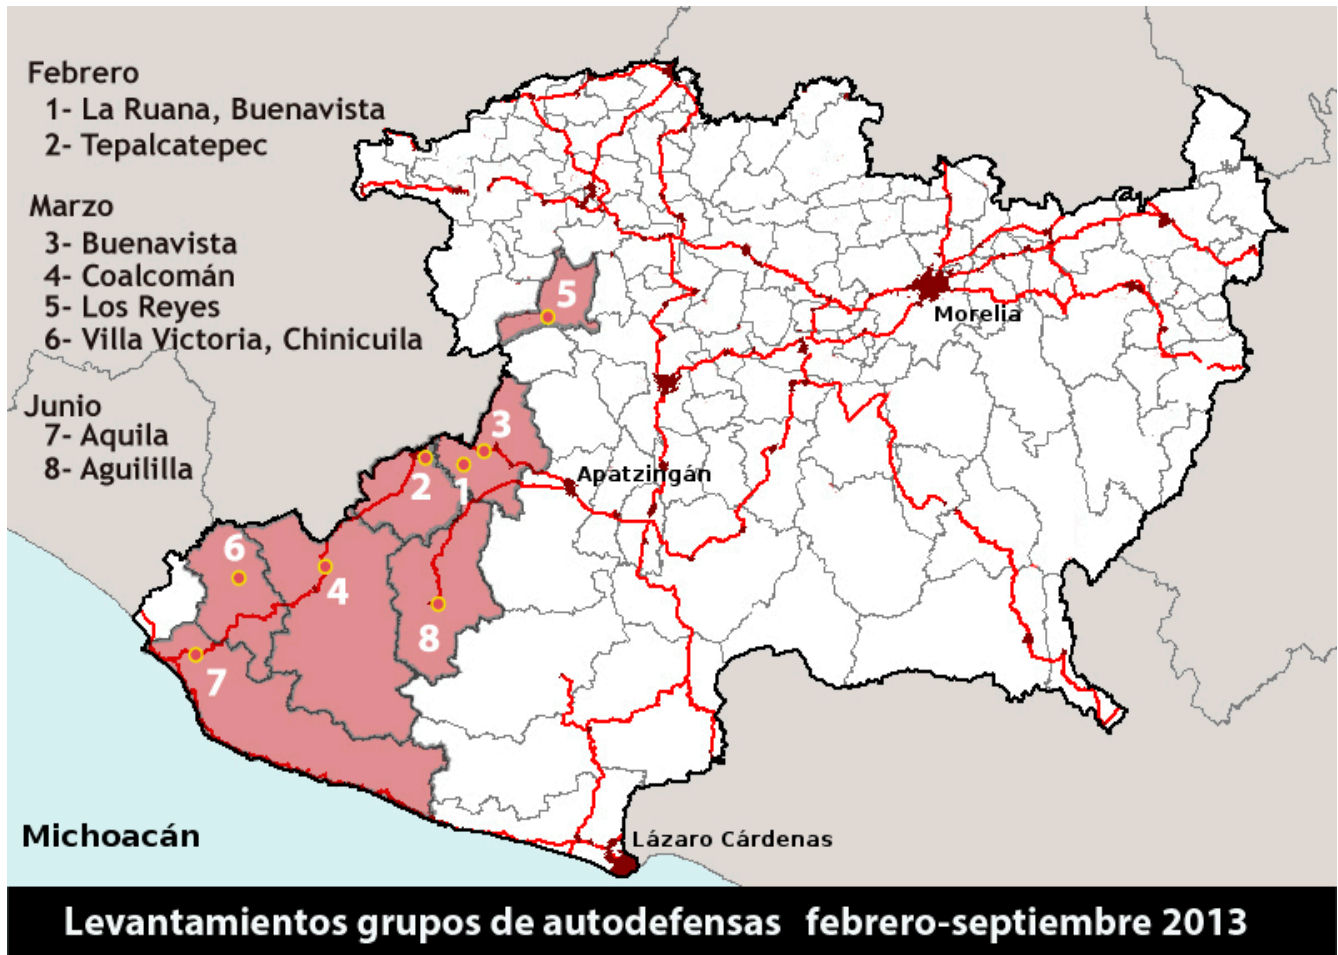 Febrero
1- La Ruana, Buenavista
2- Tepalcatepec
Marzo
3- Buenavista
4- Coalcomán
5- Los Reyes
6- Villa Victoria, Chinicuila
Junio
7- Aquila
8- Aguililla
5
Morelia
3
Apatzingán
2
1
6
4
8
7
Michoacán
Lázaro Cárdenas
Levantamientos grupos de autodefensas febrero-septiembre 2013